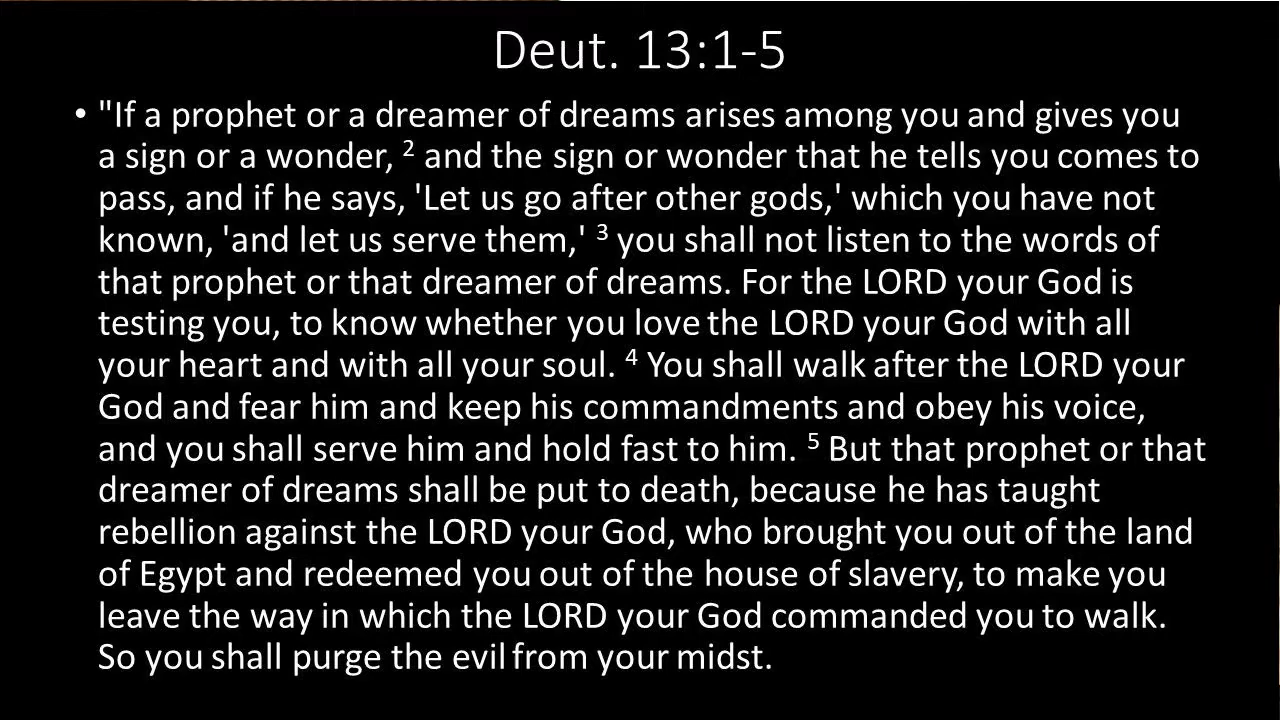 Deut. 13:1-5
• "If a prophet or a dreamer of dreams arises among you and gives you
a sign or a wonder, ² and the sign or wonder that he tells you comes to
pass, and if he says, 'Let us go after other gods,' which you have not
known, 'and let us serve them,' ³ you shall not listen to the words of
that prophet or that dreamer of dreams. For the LORD your God is
testing you, to know whether you love the LORD your God with all
your heart and with all your soul. ⁴ You shall walk after the LORD your
God and fear him and keep his commandments and obey his voice,
and you shall serve him and hold fast to him. ⁵ But that prophet or that
dreamer of dreams shall be put to death, because he has taught
rebellion against the LORD your God, who brought you out of the land
of Egypt and redeemed you out of the house of slavery, to make you
leave the way in which the LORD your God commanded you to walk.
So you shall purge the evil from your midst.